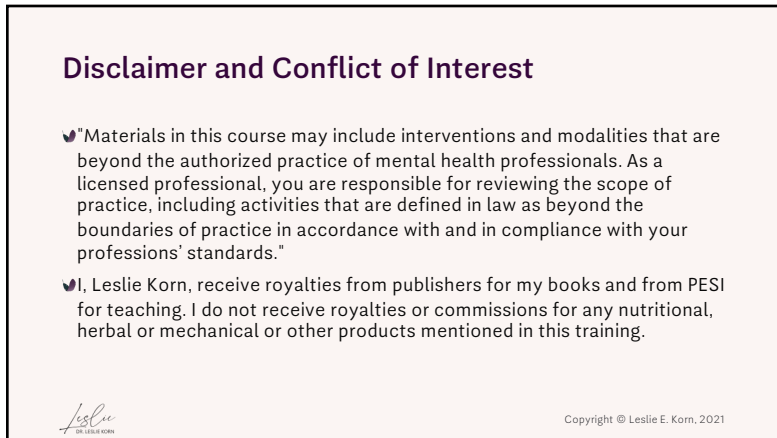 Disclaimer and Conflict of Interest
"Materials in this course may include interventions and modalities that are
beyond the authorized practice of mental health professionals. As a
licensed professional, you are responsible for reviewing the scope of
practice, including activities that are defined in law as beyond the
boundaries of practice in accordance with and in compliance with your
professions’ standards."
I, Leslie Korn, receive royalties from publishers for my books and from PESI
for teaching. I do not receive royalties or commissions for any nutritional,
herbal or mechanical or other products mentioned in this training.
Leslie
DR. LESLIE KORN
Copyright © Leslie E. Korn, 2021